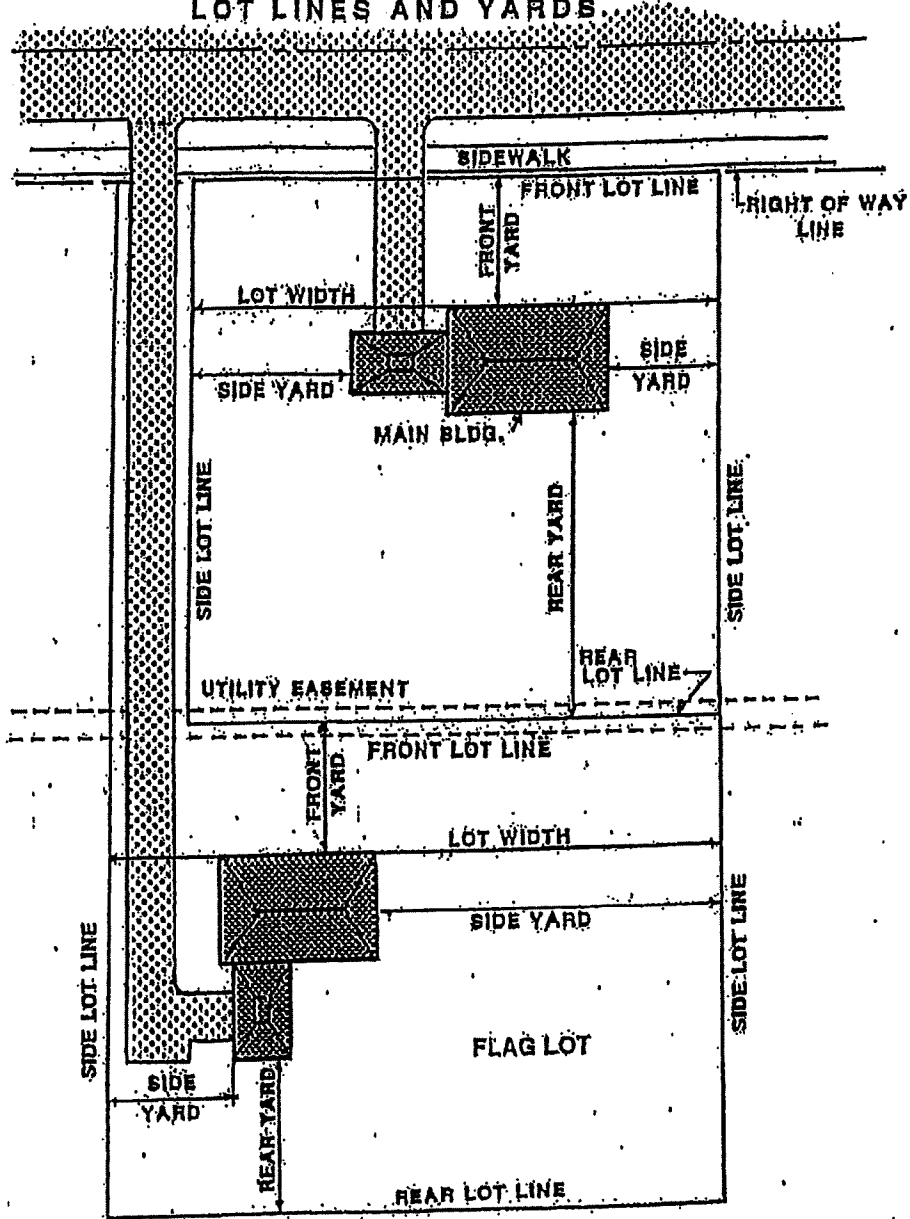 LOT LINES AND YARDS
SIDEWALK
FRONT LOT LINE
RIGHT OF WAY
LINE
FRONT
YARD
LOT WIDTH
SIDE YARD
SIDE
YARD
MAIN BLDG.
SIDE LOT LINE
REAR YARD
SIDE LOT LINE
REAR
LOT LINE
UTILITY EASEMENT
FRONT LOT LINE
FRONT
YARD
LOT WIDTH
SIDE YARD
SIDE LOT LINE
SIDE LOT LINE
FLAG LOT
SIDE
YARD
REAR YARD
REAR LOT LINE